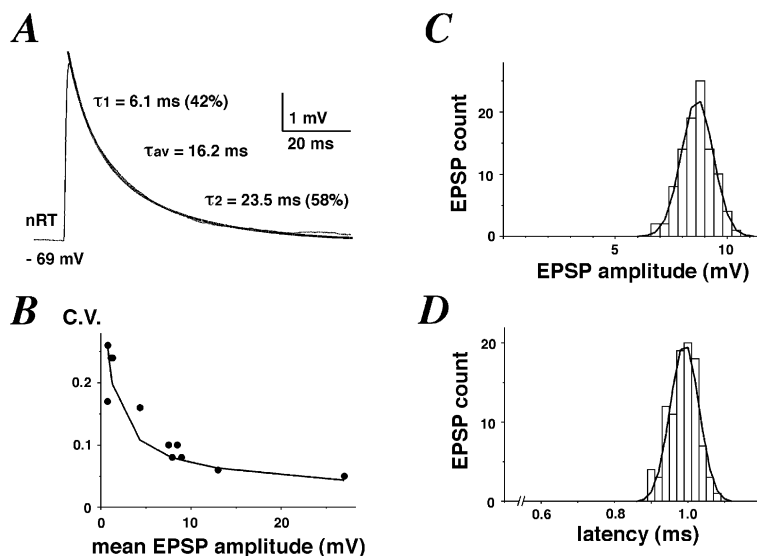 A
τ1 = 6.1 ms (42%)
1 mV
20 ms
τav = 16.2 ms
τ2 = 23.5 ms (58%)
nRT
- 69 mV
B
C.V.
0.2
0.1
0
0
10
20
mean EPSP amplitude (mV)
C
EPSP count
20
10
0
5
10
EPSP amplitude (mV)
D
EPSP count
20
10
0
0.6
1.0
latency (ms)